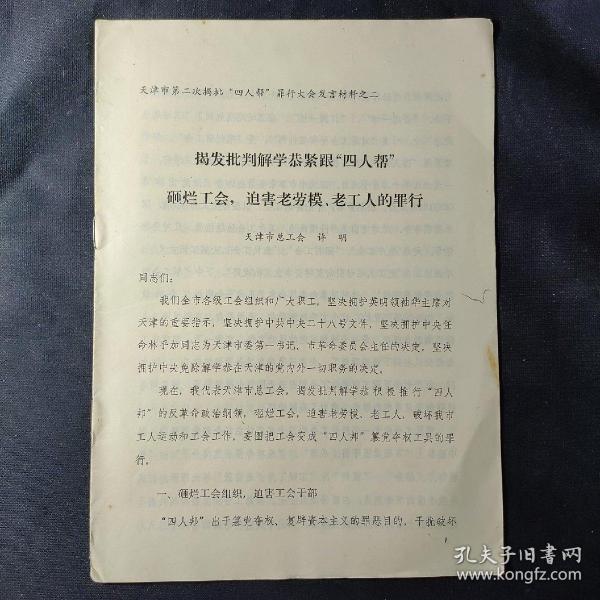 天津市第二次揭批“四人帮”罪行大会发言材料之二
揭发批判解学恭紧跟“四人帮”
砸烂工会，迫害老劳模、老工人的罪行
天津市总工会 许 明
同志们：
我们全市各级工会组织和广大职工，坚决拥护英明领袖华主席对
天津的重要指示，坚决拥护中共中央二十八号文件，坚决拥护中央任
命林乎加同志为天津市委第一书记、市革命委员会主任的决定，坚决
拥护中央免除解学恭在天津的党内外一切职务的决定。
现在，我代表天津市总工会，揭发批判解学恭积极推行“四人
邦”的反革命政治纲领，砸烂工会，迫害老劳模、老工人，破坏我市
工人运动和工会工作，妄图把工会变成“四人邦”篡党夺权工具的罪
行。
一、砸烂工会组织，迫害工会干部
“四人邦”出于篡党夺权、复辟资本主义的罪恶目的，干扰破坏
1
孔夫子旧书网
www.kongfz.com